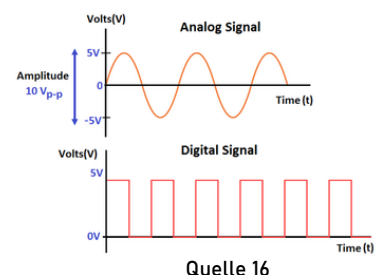 Volts(V)
Analog Signal
5V
Amplitude
10 Vp-p
0
Time (t)
-5V
Volts(V)
Digital Signal
5V
0V
Time (t)
Quelle 16